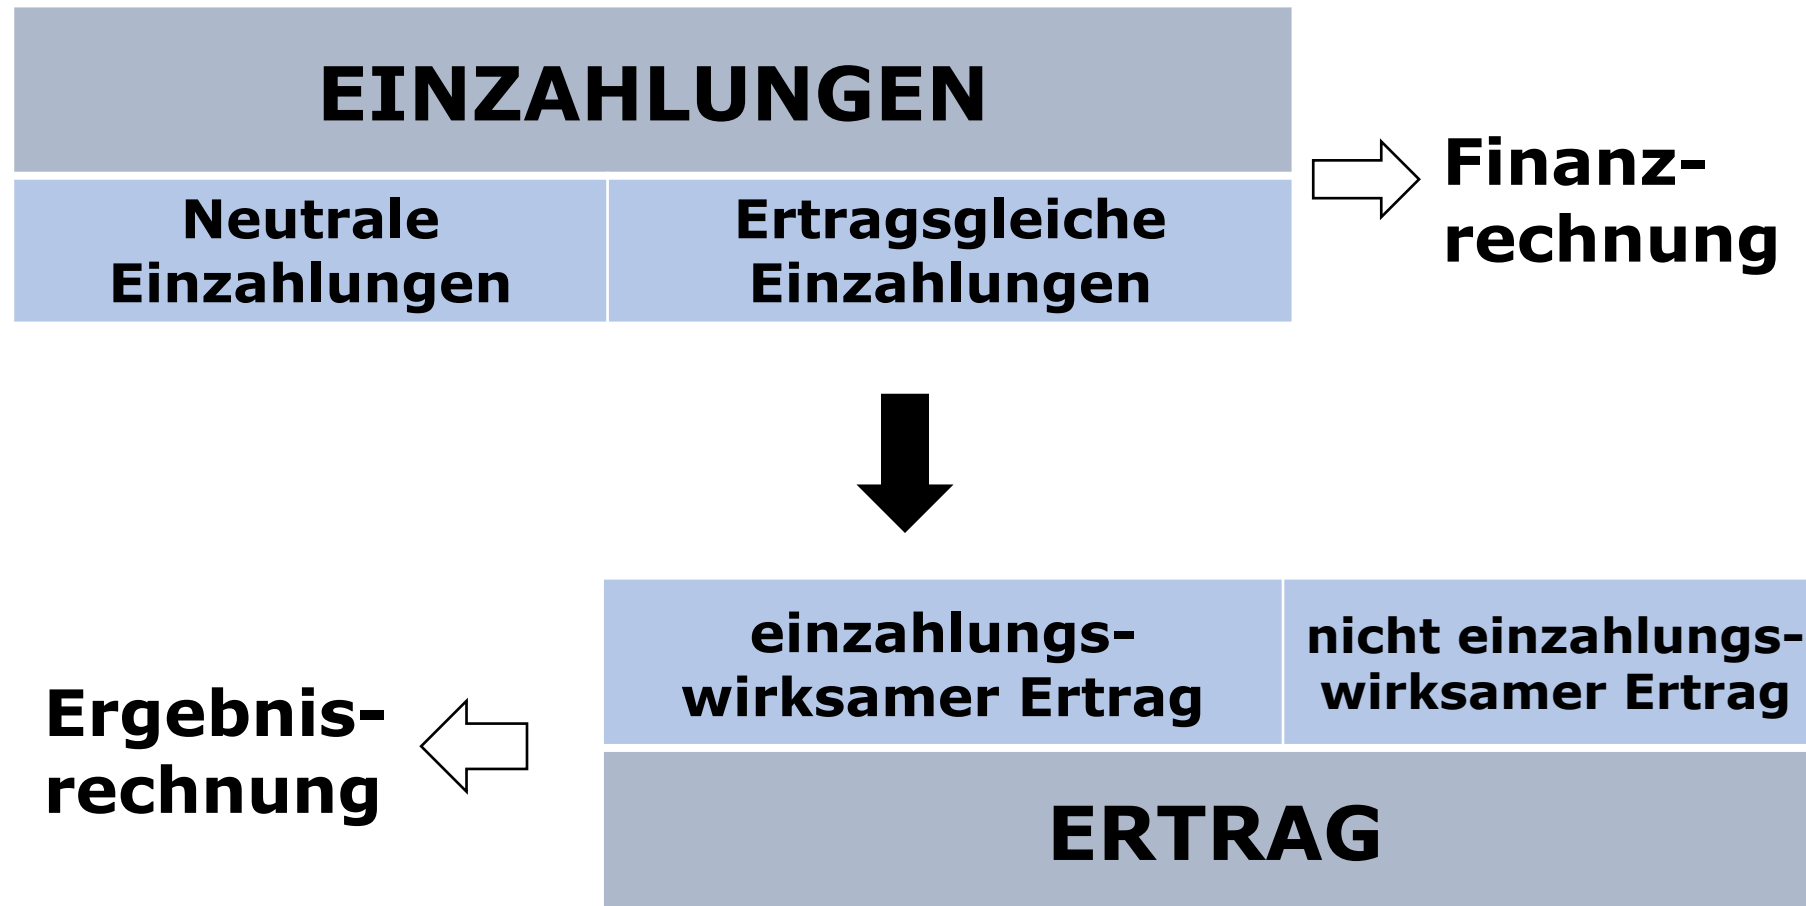 EINZAHLUNGEN
Neutrale
Einzahlungen
Ertragsgleiche
Einzahlungen
Finanz-
rechnung
einzahlungs-
wirksamer Ertrag
nicht einzahlungs-
wirksamer Ertrag
Ergebnis-
rechnung
ERTRAG